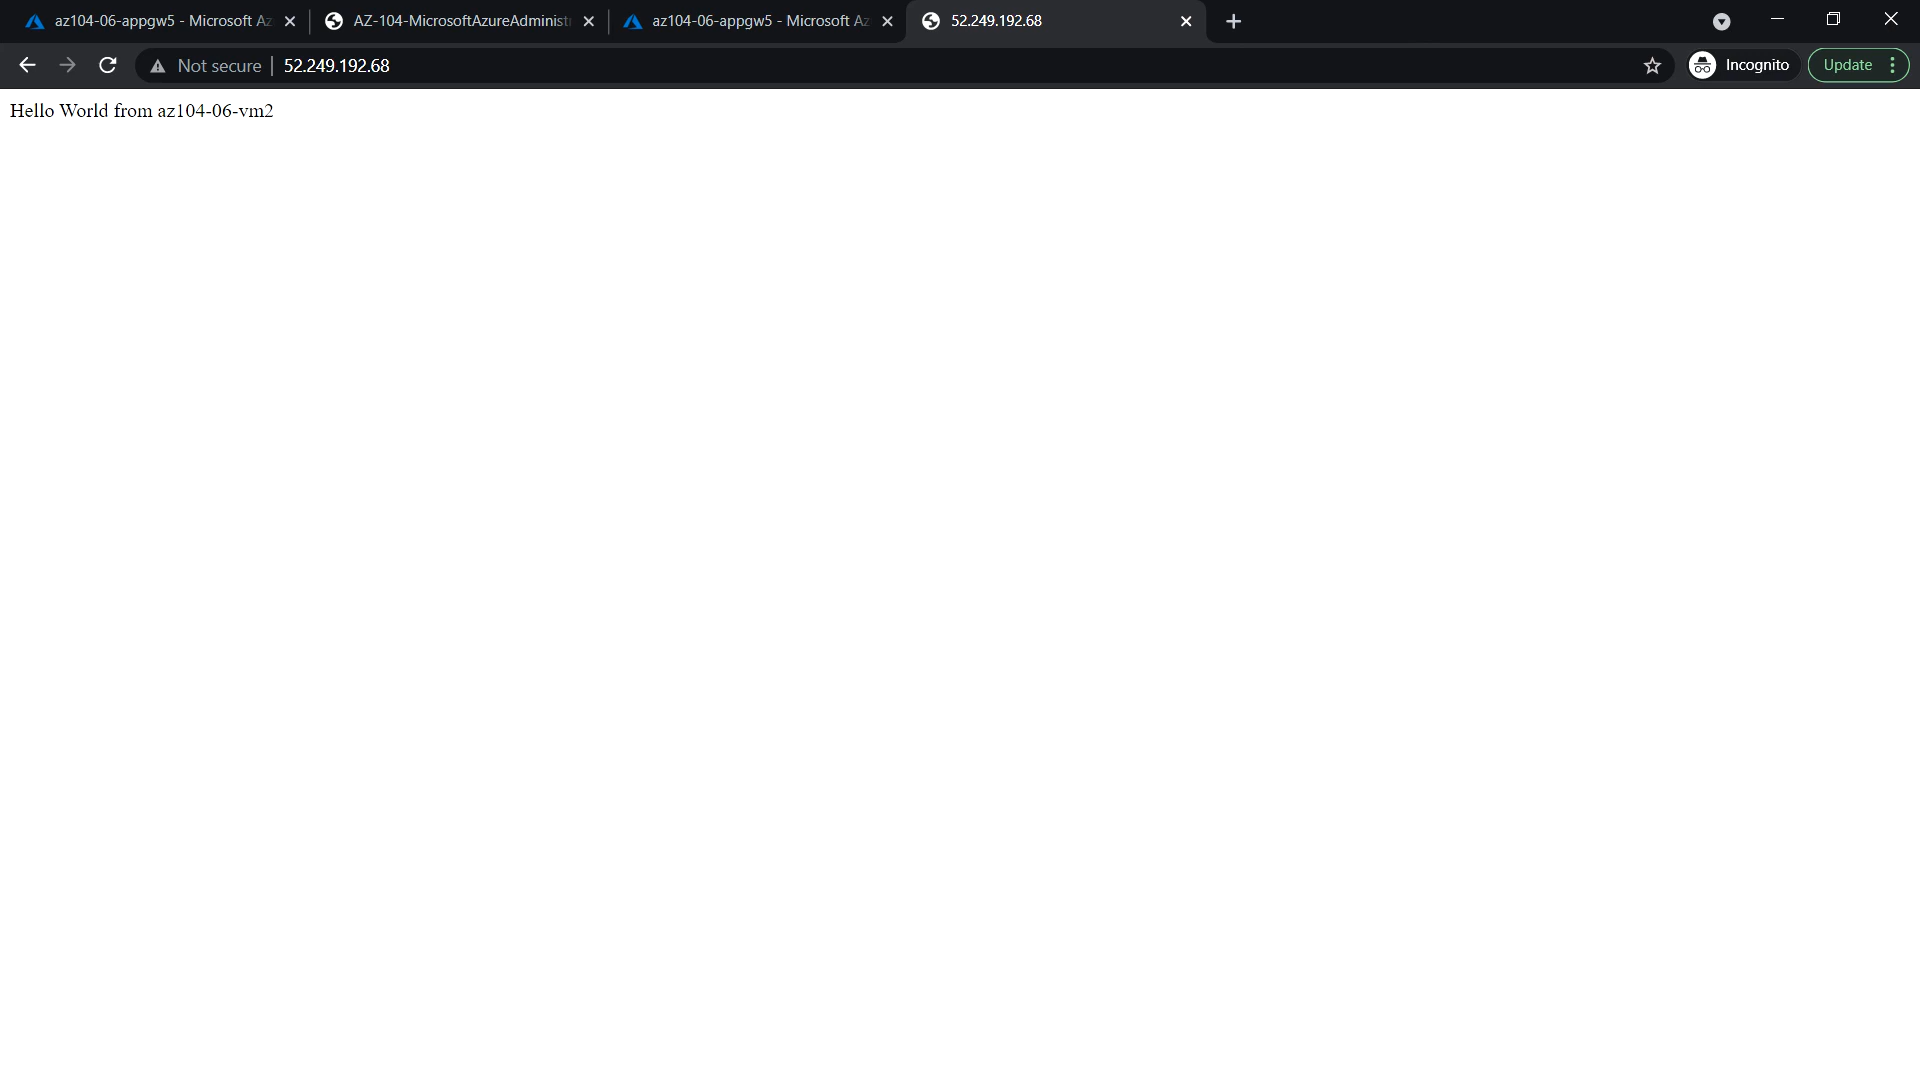 az104-06-appgw5 - Microsoft Az
AZ-104-MicrosoftAzureAdminist
az104-06-appgw5 - Microsoft Az
52.249.192.68
Not secure
52.249.192.68
Incognito
Update
Hello World from az104-06-vm2